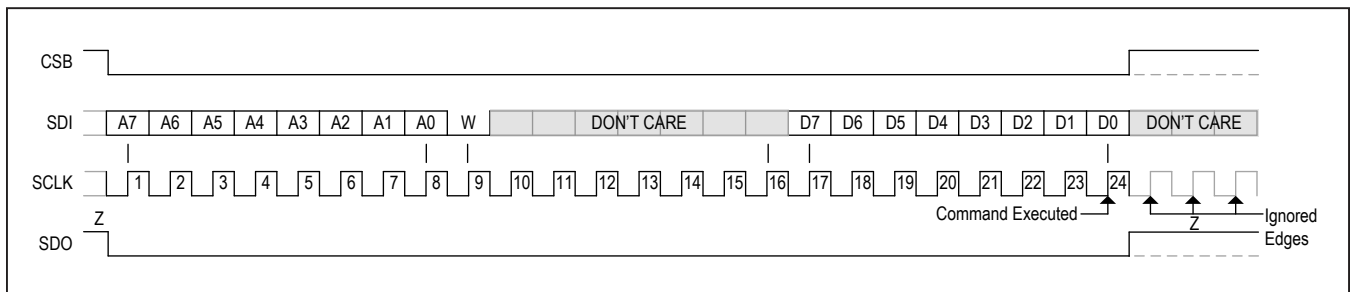 CSB
SDI A7 A6 A5 A4 A3 A2 A1 A0 W DON'T CARE D7 D6 D5 D4 D3 D2 D1 D0 DON'T CARE
SCLK 1 2 3 4 5 6 7 8 9 10 11 12 13 14 15 16 17 18 19 20 21 22 23 24
Command Executed Ignored
Z Z Edges
SDO